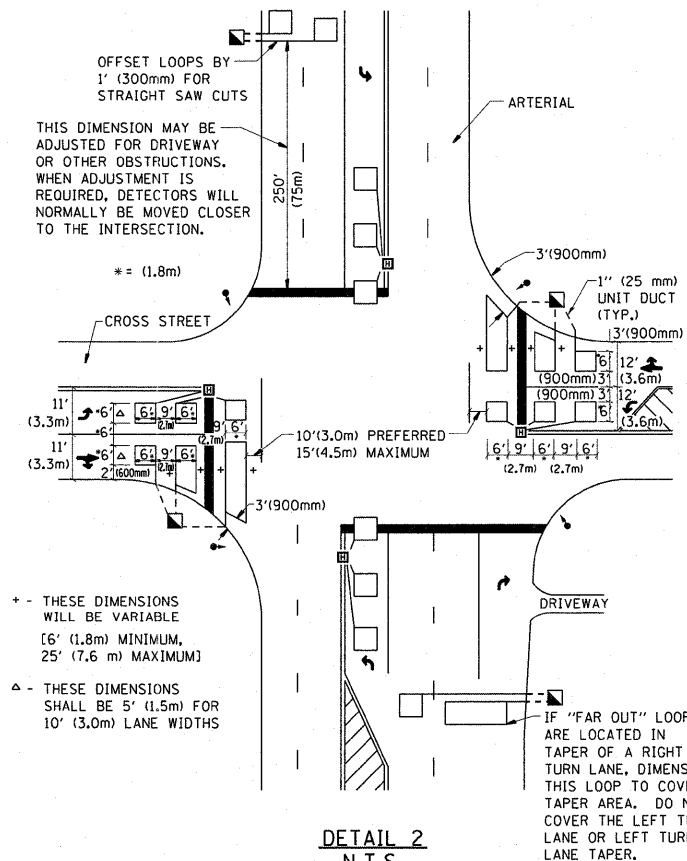 OFFSET LOOPS BY
1' (300mm) FOR
STRAIGHT SAW CUTS
THIS DIMENSION MAY BE
ADJUSTED FOR DRIVEWAY
OR OTHER OBSTRUCTIONS.
WHEN ADJUSTMENT IS
REQUIRED, DETECTORS WILL
NORMALLY BE MOVED CLOSER
TO THE INTERSECTION.
* = (1.8m)
250'
(75m)
ARTERIAL
H
3'(900mm)
1" (25 mm)
UNIT DUCT
(TYP.)
3'(900mm)
CROSS STREET
+ + + +
*6'
12'
(3.6m)
(900mm) 3'
(900mm) 3'
*6'
12'
(3.6m)
H
6' 9' 6' 9' 6'
* * *
(2.7m) (2.7m)
H
11'
(3.3m)
*6' △ 6' 9' 6'
(2.7m)
*6'
9' 6'
(2.7m) *
11'
(3.3m)
*6' △ 6' 9' 6'
(2.7m)
2' (600mm)
+ + + +
10'(3.0m) PREFERRED
15'(4.5m) MAXIMUM
3'(900mm)
H
DRIVEWAY
+ - THESE DIMENSIONS
WILL BE VARIABLE
[6' (1.8m) MINIMUM,
25' (7.6 m) MAXIMUM]
△ - THESE DIMENSIONS
SHALL BE 5' (1.5m) FOR
10' (3.0m) LANE WIDTHS
IF "FAR OUT" LOOP
ARE LOCATED IN
TAPER OF A RIGHT
TURN LANE, DIMENS
THIS LOOP TO COVE
TAPER AREA. DO N
COVER THE LEFT T
LANE OR LEFT TUR
LANE TAPER.
DETAIL 2
N.T.S.